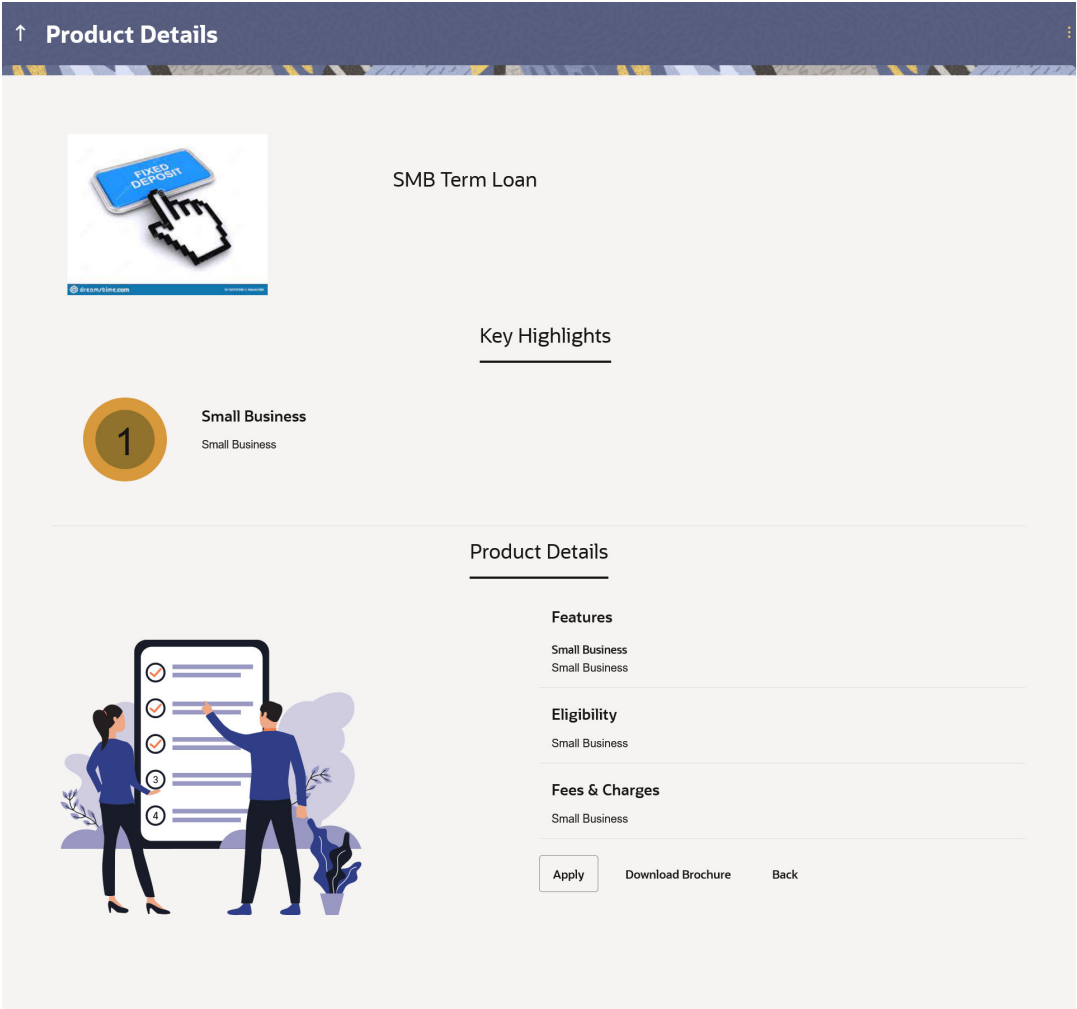 Product Details
FIXED
DEPOSIT
dreamstime.com
SMB Term Loan
Key Highlights
1
Small Business
Small Business
Product Details
Features
Small Business
Small Business
Eligibility
Small Business
Fees & Charges
Small Business
3
4
Apply Download Brochure Back